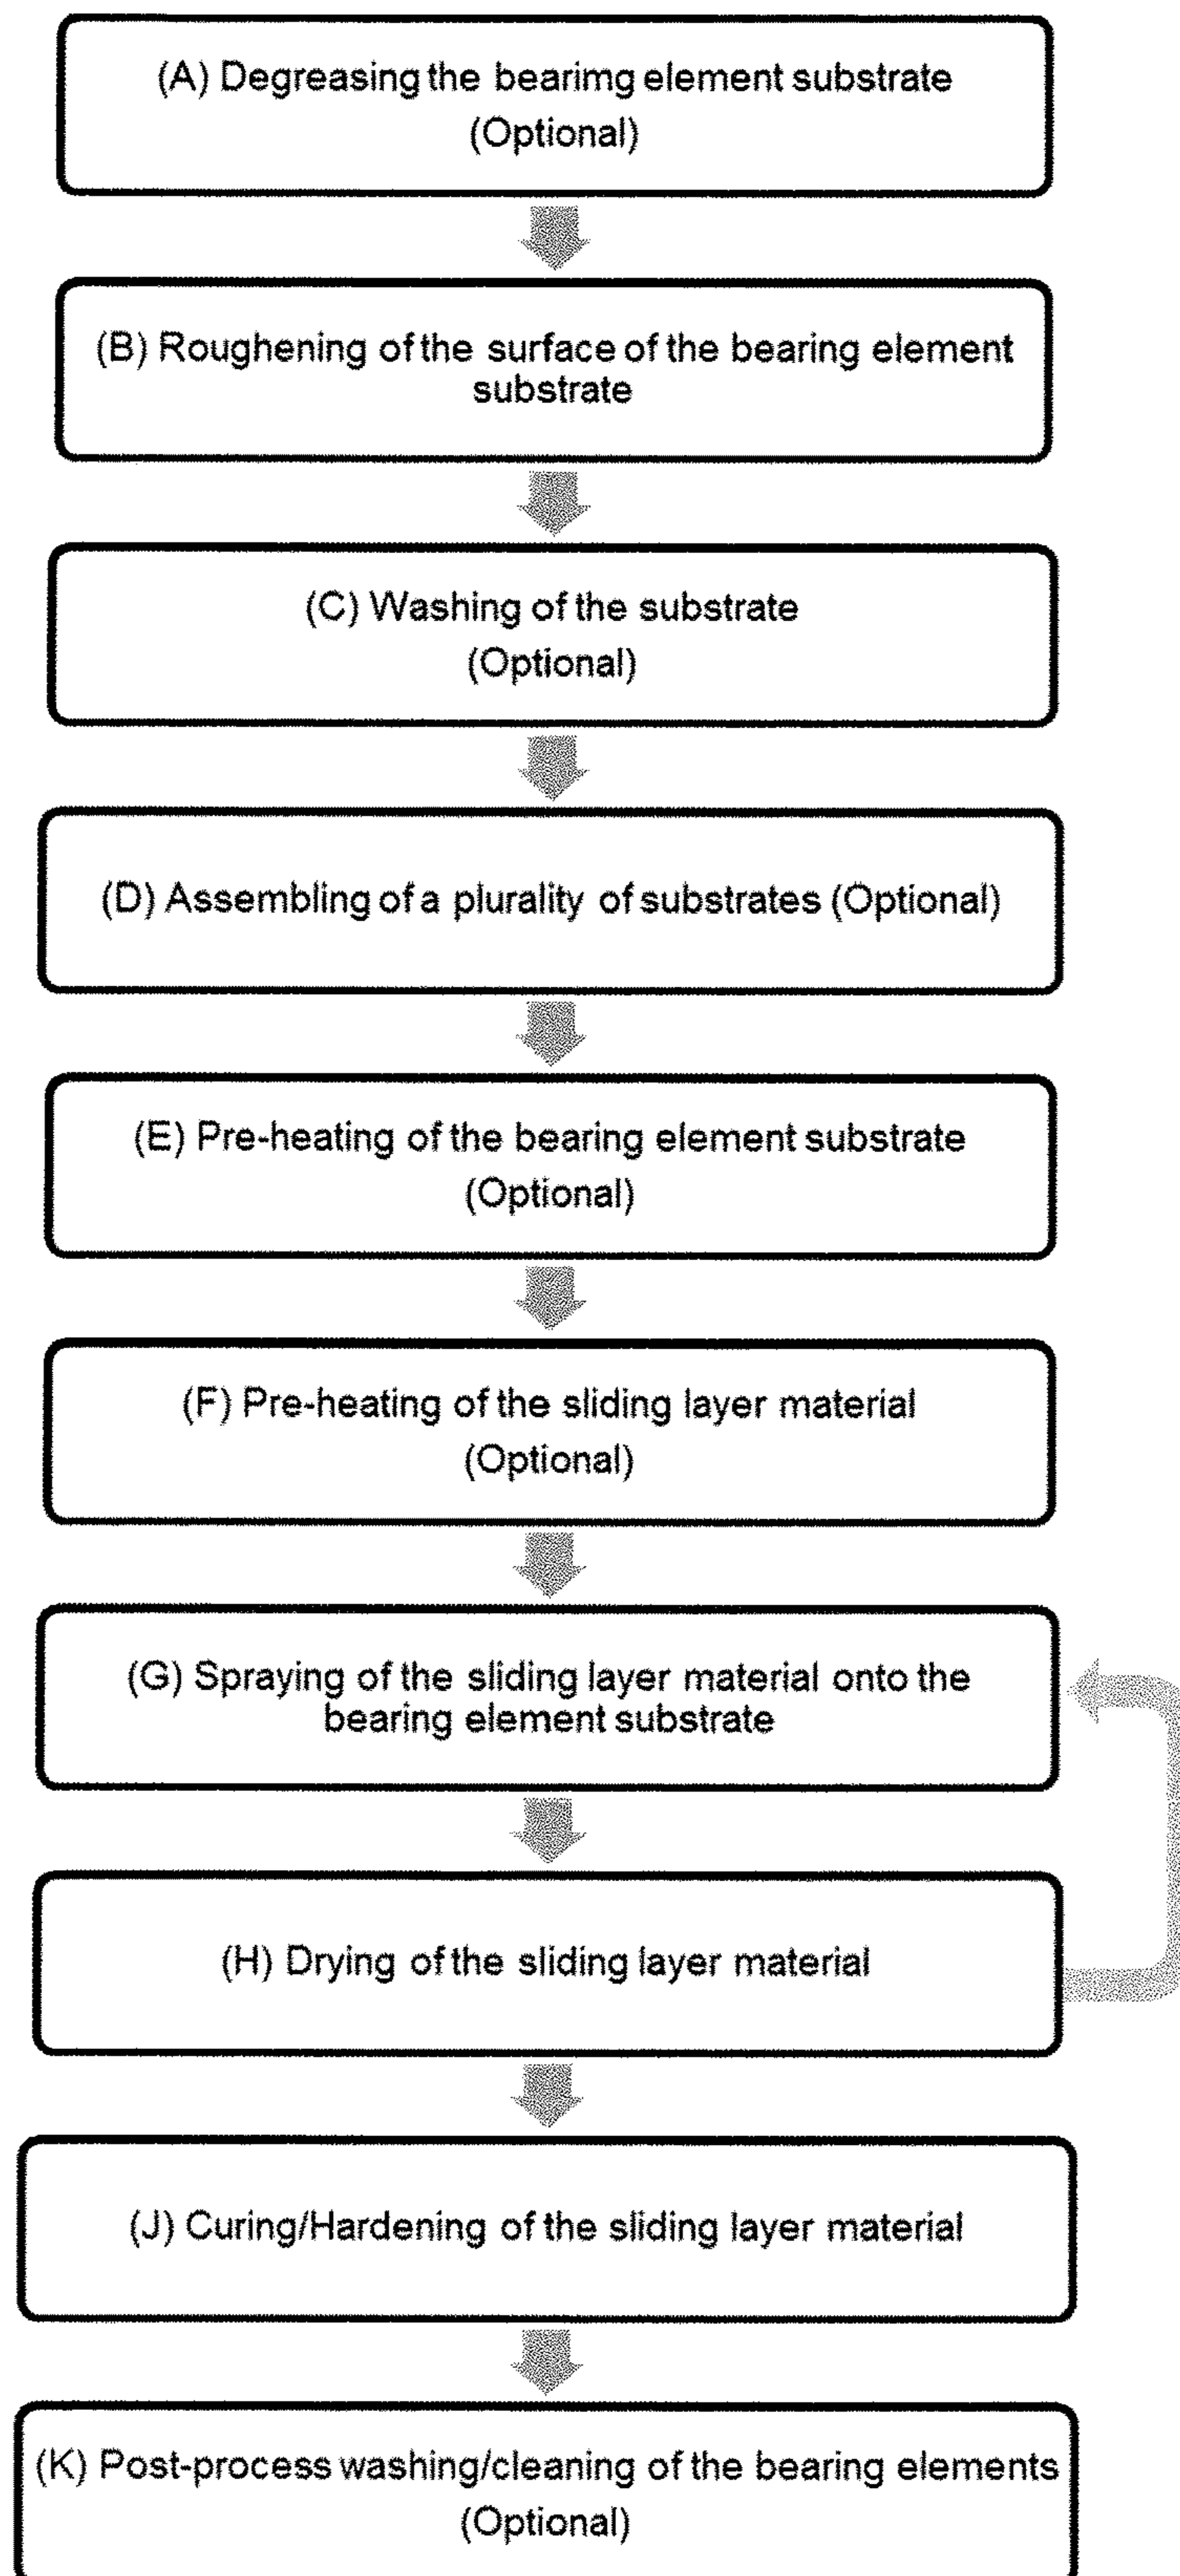 (A) Degreasing the bearimg element substrate
(Optional)
(B) Roughening of the surface of the bearing element
substrate
(C) Washing of the substrate
(Optional)
(D) Assembling of a plurality of substrates (Optional)
(E) Pre-heating of the bearing element substrate
(Optional)
(F) Pre-heating of the sliding layer material
(Optional)
(G) Spraying of the sliding layer material onto the
bearing element substrate
(H) Drying of the sliding layer material
(J) Curing/Hardening of the sliding layer material
(K) Post-process washing/cleaning of the bearing elements
(Optional)